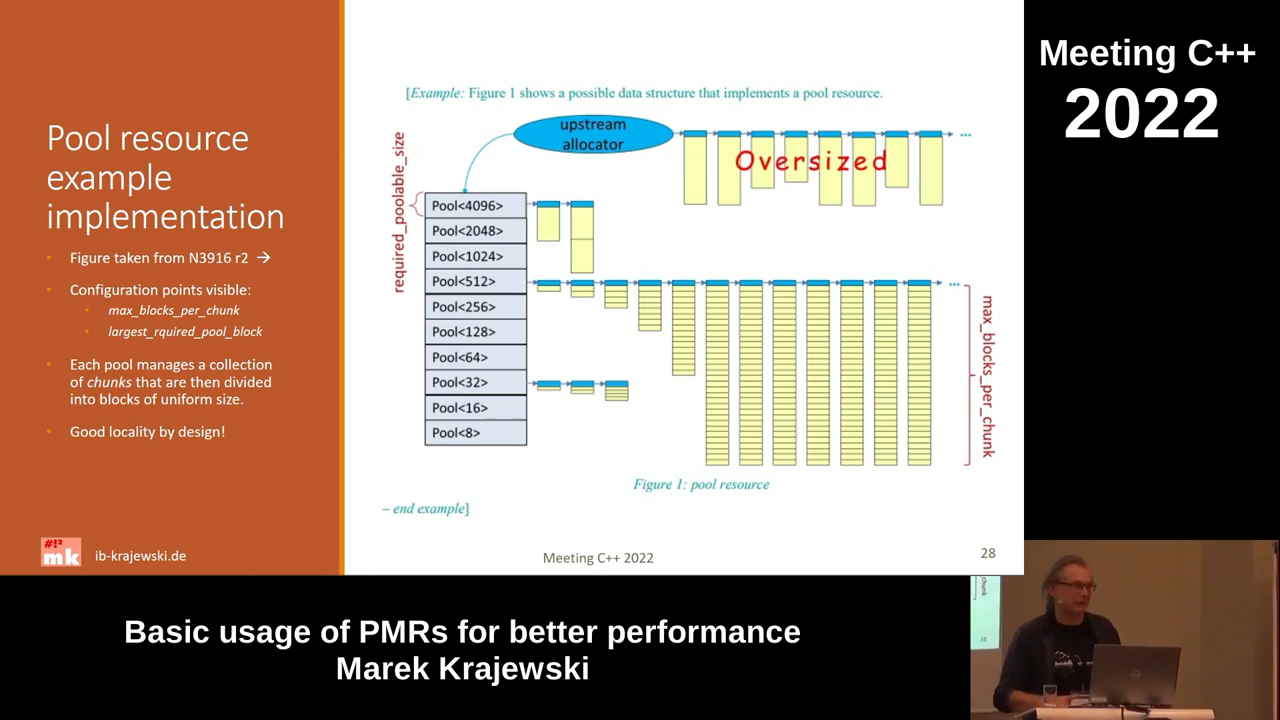 Pool resource
example
implementation
• Figure taken from N3916 r2 →
• Configuration points visible:
• max_blocks_per_chunk
• largest_rquired_pool_block
• Each pool manages a collection
of chunks that are then divided
into blocks of uniform size.
• Good locality by design!
#!²
mk
ib-krajewski.de
[Example: Figure 1 shows a possible data structure that implements a pool resource.
upstream
allocator
...
Oversized
required_poolable_size
Pool<4096>
Pool<2048>
Pool<1024>
Pool<512>
Pool<256>
Pool<128>
Pool<64>
Pool<32>
Pool<16>
Pool<8>
...
max_blocks_per_chunk
Figure 1: pool resource
– end example]
Meeting C++ 2022
28
Meeting C++
2022
chunk
28
Basic usage of PMRs for better performance
Marek Krajewski